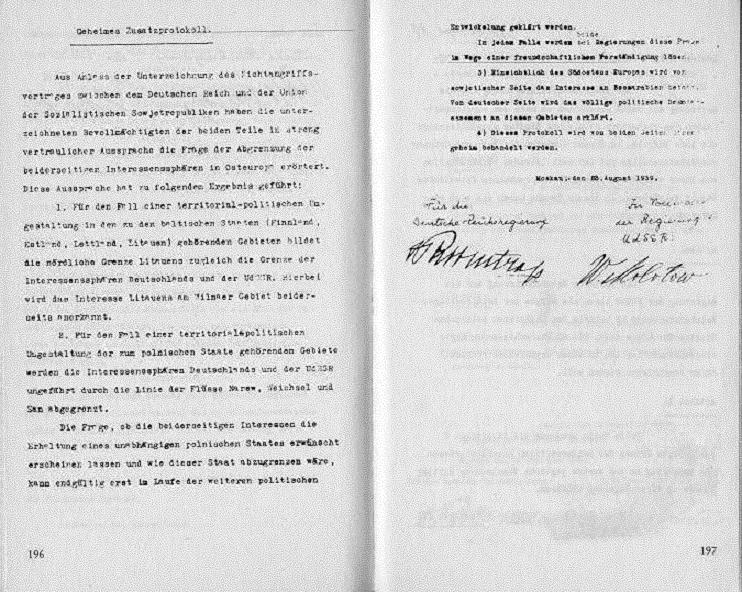 Geheimes Zusatzprotokoll.
Aus Anlass der Unterzeichnung des Nichtangriffs-
vertrages zwischen dem Deutschen Reich und der Union
der Sozialistischen Sowjetrepubliken haben die unter-
zeichneten Bevollmächtigten der beiden Teile in streng
vertraulicher Aussprache die Frage der Abgrenzung der
beiderseitigen Interessensphären in Osteuropa erörtert.
Diese Aussprache hat zu folgendem Ergebnis geführt:
1. Für den Fall einer territorial-politischen Um-
gestaltung in den zu den baltischen Staaten (Finnland,
Estland, Lettland, Litauen) gehörenden Gebieten bildet
die nördliche Grenze Litauens zugleich die Grenze der
Interessensphären Deutschlands und der UdSSR. Hierbei
wird das Interesse Litauens am Wilnaer Gebiet beider-
seits anerkannt.
2. Für den Fall einer territorial-politischen
Umgestaltung der zum polnischen Staate gehörenden Gebiete
werden die Interessensphären Deutschlands und der UdSSR
ungefähr durch die Linie der Flüsse Narew, Weichsel und
San abgegrenzt.
Die Frage, ob die beiderseitigen Interessen die
Erhaltung eines unabhängigen polnischen Staates erwünscht
erscheinen lassen und wie dieser Staat abzugrenzen wäre,
kann endgültig erst im Laufe der weiteren politischen
196
Entwickelung geklärt werden.
beide
In jedem Falle werden bei Regierungen diese Frage
im Wege einer freundschaftlichen Verständigung lösen.
3) Hinsichtlich des Südostens Europas wird von
sowjetischer Seite das Interesse an Bessarabien betont.
Von deutscher Seite wird das völlige politische Desinter-
essement an diesen Gebieten erklärt.
4) Dieses Protokoll wird von beiden Seiten streng
geheim behandelt werden.
Moskau, den 23. August 1939.
Für die
Deutsche Reichsregierung
In Vollmacht
der Regierung
der UdSSR:
Ribbentrop
W. Molotow
197